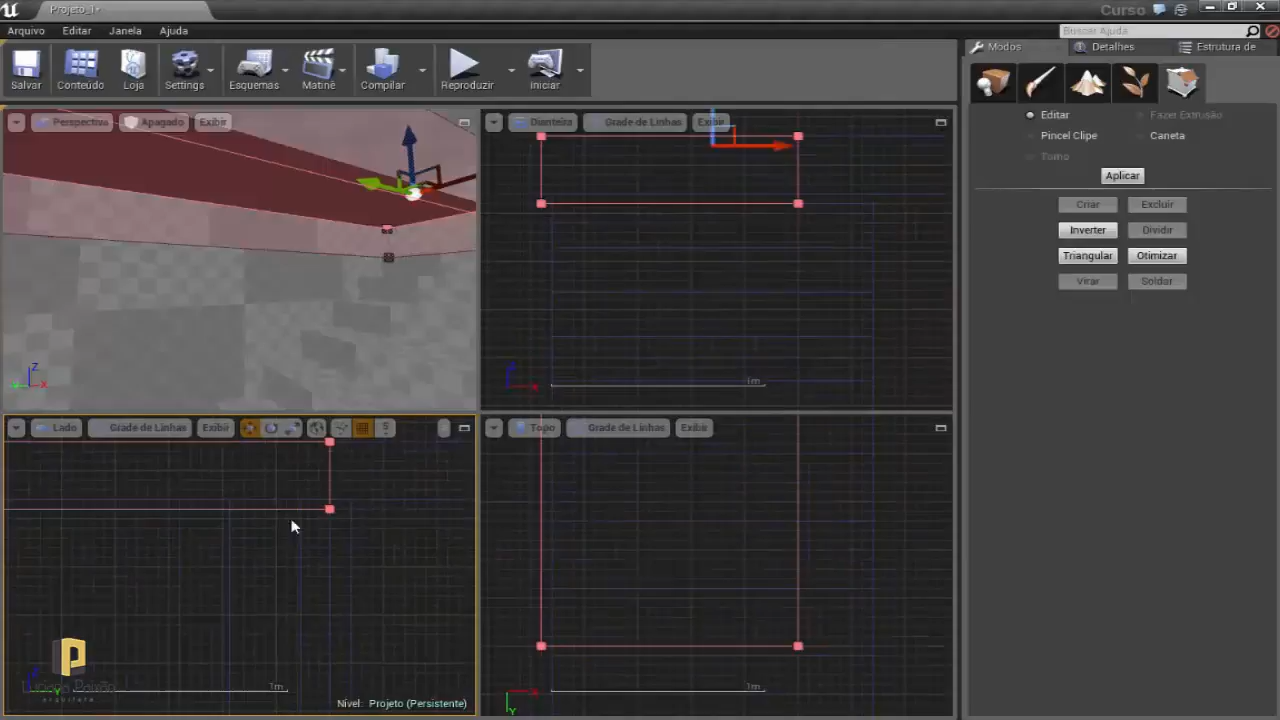 Projeto_1*
Curso
Arquivo Editar Janela Ajuda
Buscar Ajuda
Salvar Conteúdo Loja Settings Esquemas Matinê Compilar Reproduzir Iniciar
Modos Detalhes Estrutura de
Editar Fazer Extrusão
Pincel Clipe Caneta
Torno
Aplicar
Criar Excluir
Inverter Dividir
Triangular Otimizar
Virar Soldar
Perspectiva Apagado Exibir
Z
X
Dianteira Grade de Linhas Exibir
1m
Lado Grade de Linhas Exibir 5
1m
Nível: Projeto (Persistente)
arquiteta
Topo Grade de Linhas Exibir
1m
Y